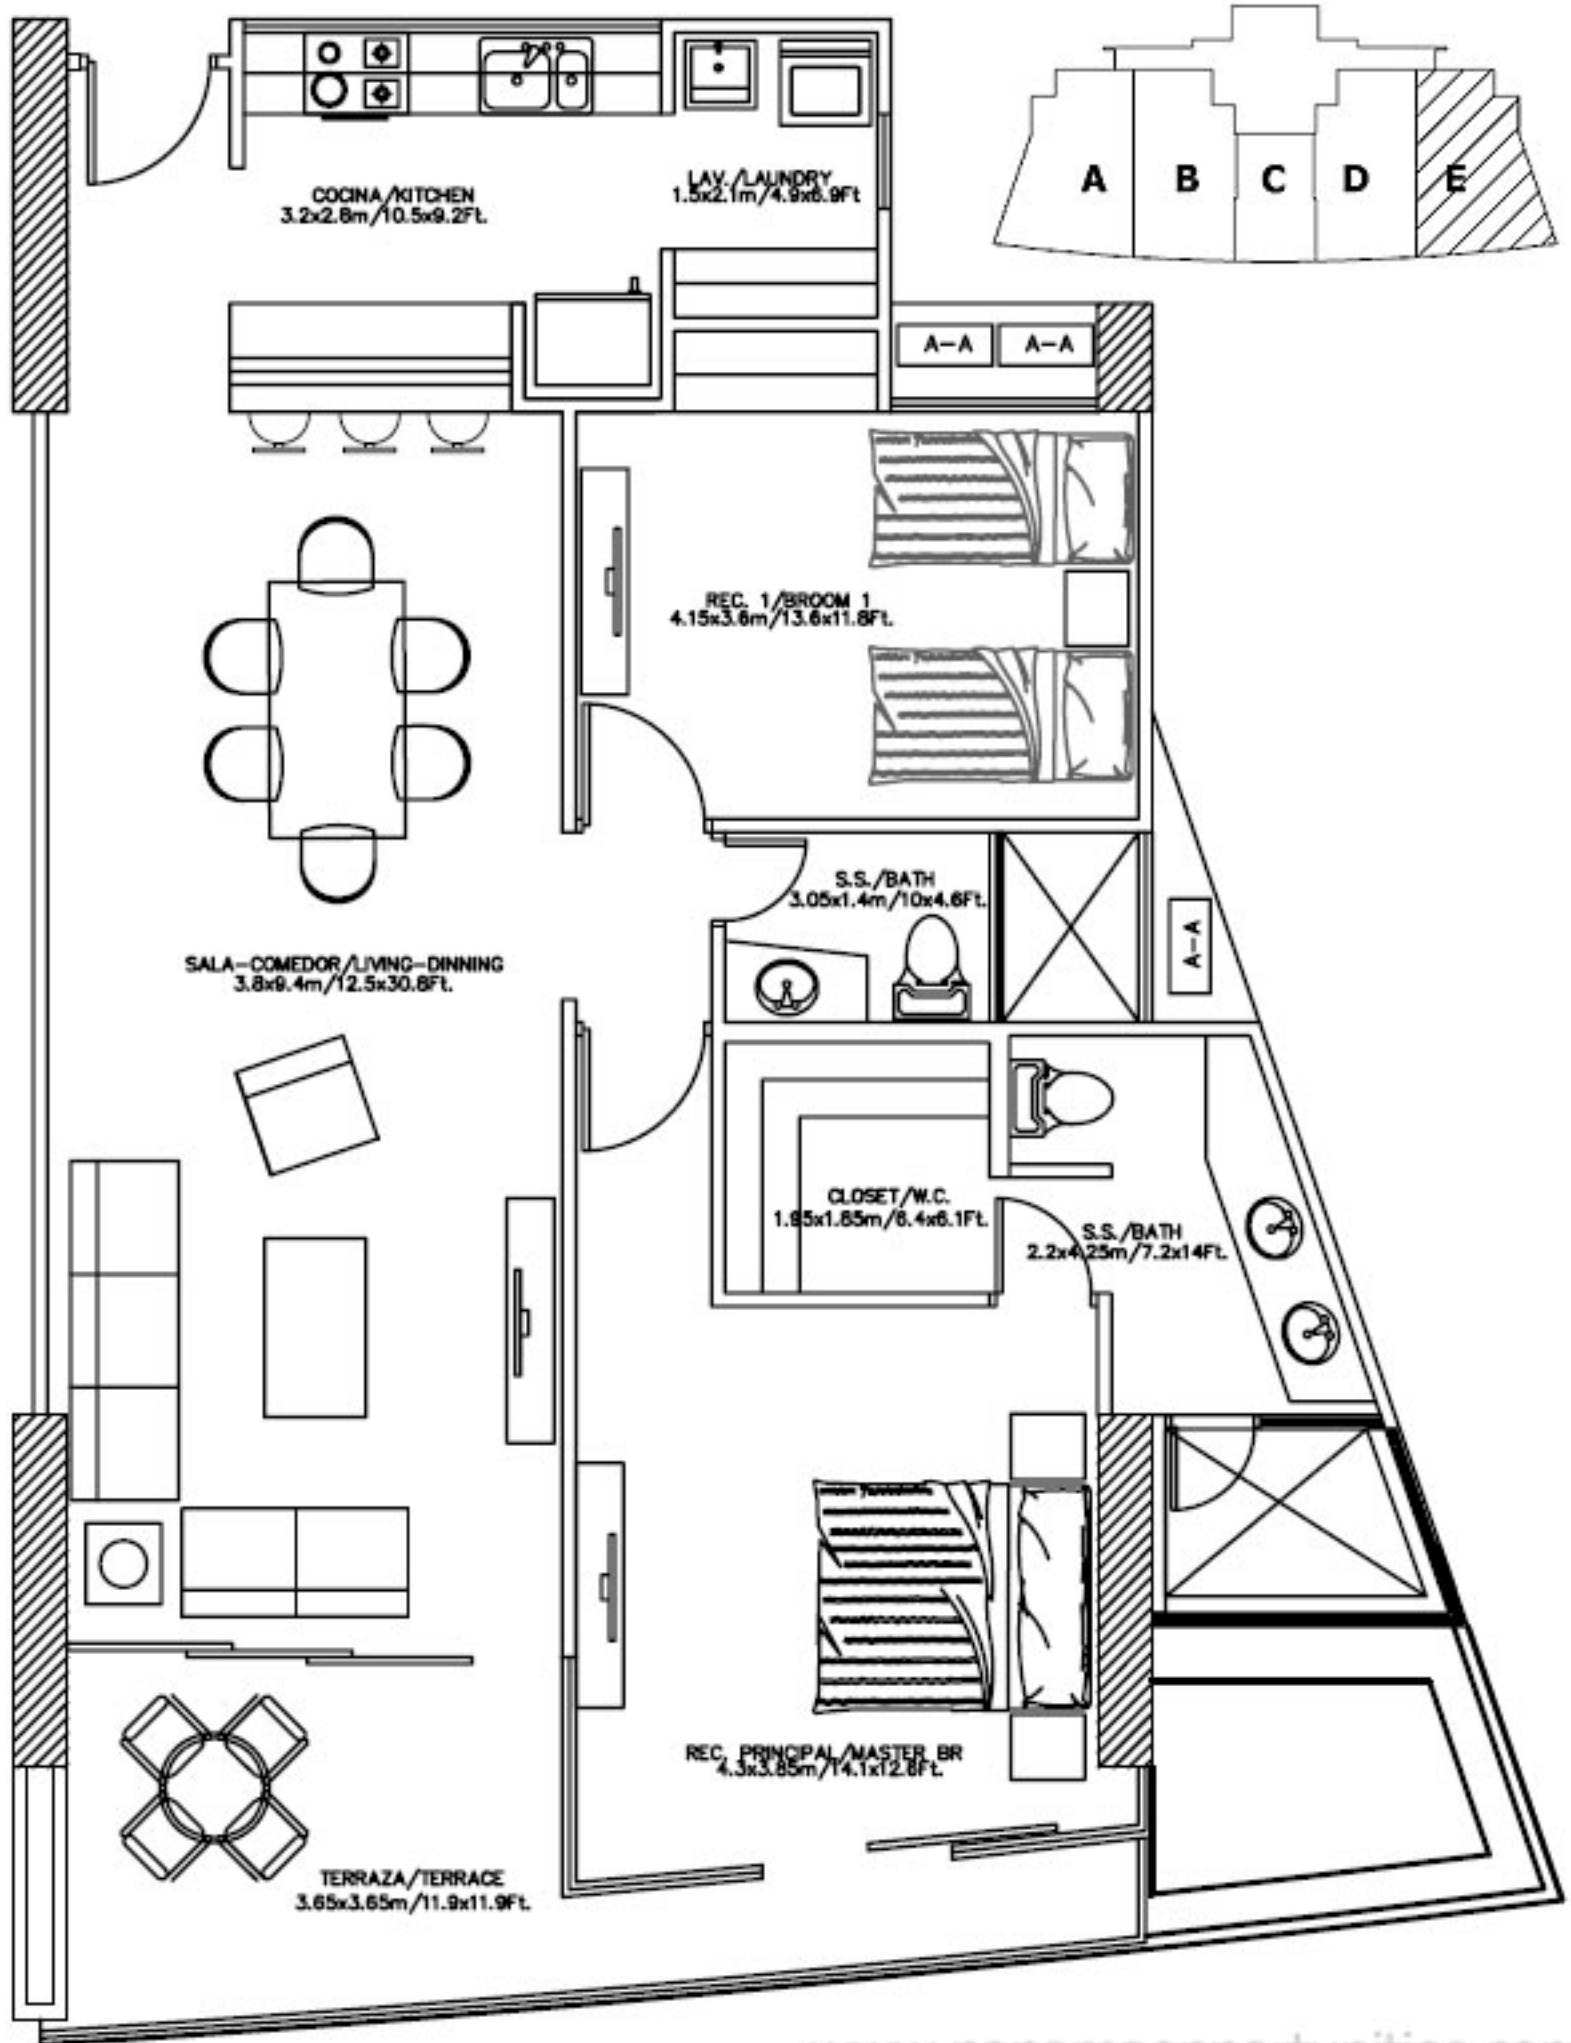 COCINA/KITCHEN
3.2x2.8m/10.5x9.2Ft.
LAV./LAUNDRY
1.5x2.1m/4.9x6.9Ft
A
B
C
D
E
A-A
A-A
REC. 1/BROOM 1
4.15x3.6m/13.6x11.8Ft.
S.S./BATH
3.05x1.4m/10x4.6Ft.
A-A
SALA-COMEDOR/LIVING-DINNING
3.8x9.4m/12.5x30.8Ft.
CLOSET/W.C.
1.95x1.85m/6.4x6.1Ft.
S.S./BATH
2.2x4.25m/7.2x14Ft.
REC. PRINCIPAL/MASTER BR
4.3x3.85m/14.1x12.6Ft.
TERRAZA/TERRACE
3.65x3.65m/11.9x11.9Ft.